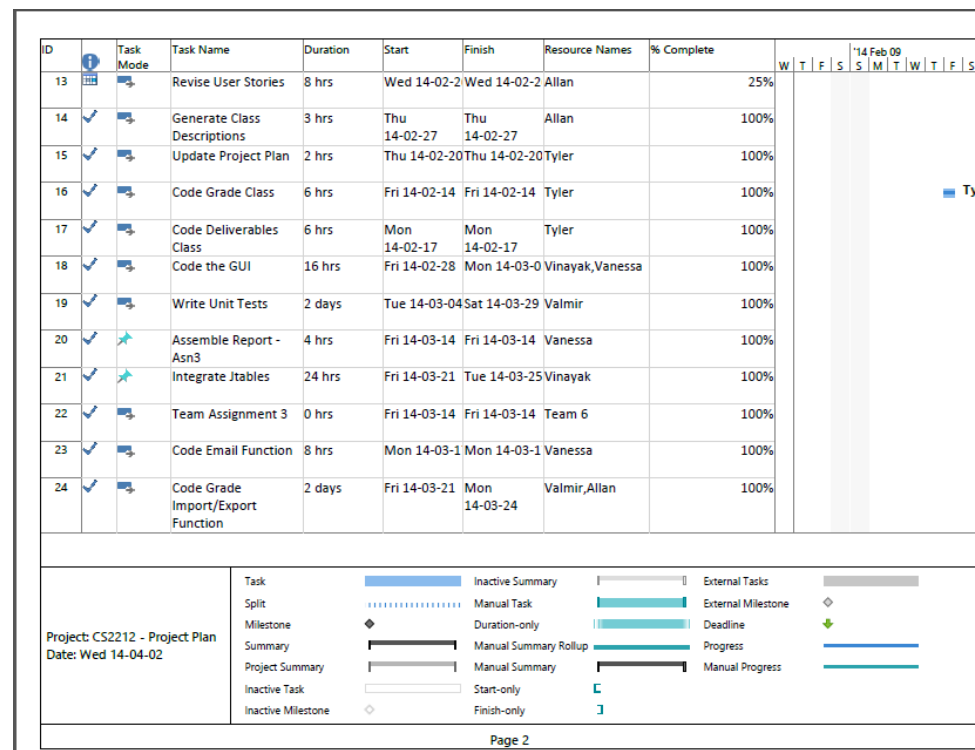 ID Task Name Duration Start Finish Resource Names % Complete '14 Feb 09
Task Mode
W T F S S M T W T F S
13 Revise User Stories 8 hrs Wed 14-02-2 Wed 14-02-2 Allan 25%
14 Generate Class Descriptions 3 hrs Thu 14-02-27 Thu 14-02-27 Allan 100%
15 Update Project Plan 2 hrs Thu 14-02-20 Thu 14-02-20 Tyler 100%
16 Code Grade Class 6 hrs Fri 14-02-14 Fri 14-02-14 Tyler 100% Ty
17 Code Deliverables Class 6 hrs Mon 14-02-17 Mon 14-02-17 Tyler 100%
18 Code the GUI 16 hrs Fri 14-02-28 Mon 14-03-0 Vinayak,Vanessa 100%
19 Write Unit Tests 2 days Tue 14-03-04 Sat 14-03-29 Valmir 100%
20 Assemble Report - Asn3 4 hrs Fri 14-03-14 Fri 14-03-14 Vanessa 100%
21 Integrate Jtables 24 hrs Fri 14-03-21 Tue 14-03-25 Vinayak 100%
22 Team Assignment 3 0 hrs Fri 14-03-14 Fri 14-03-14 Team 6 100%
23 Code Email Function 8 hrs Mon 14-03-1 Mon 14-03-1 Vanessa 100%
24 Code Grade Import/Export Function 2 days Fri 14-03-21 Mon 14-03-24 Valmir,Allan 100%
Project: CS2212 - Project Plan
Date: Wed 14-04-02
Task Inactive Summary External Tasks
Split Manual Task External Milestone
Milestone Duration-only Deadline
Summary Manual Summary Rollup Progress
Project Summary Manual Summary Manual Progress
Inactive Task Start-only
Inactive Milestone Finish-only
Page 2